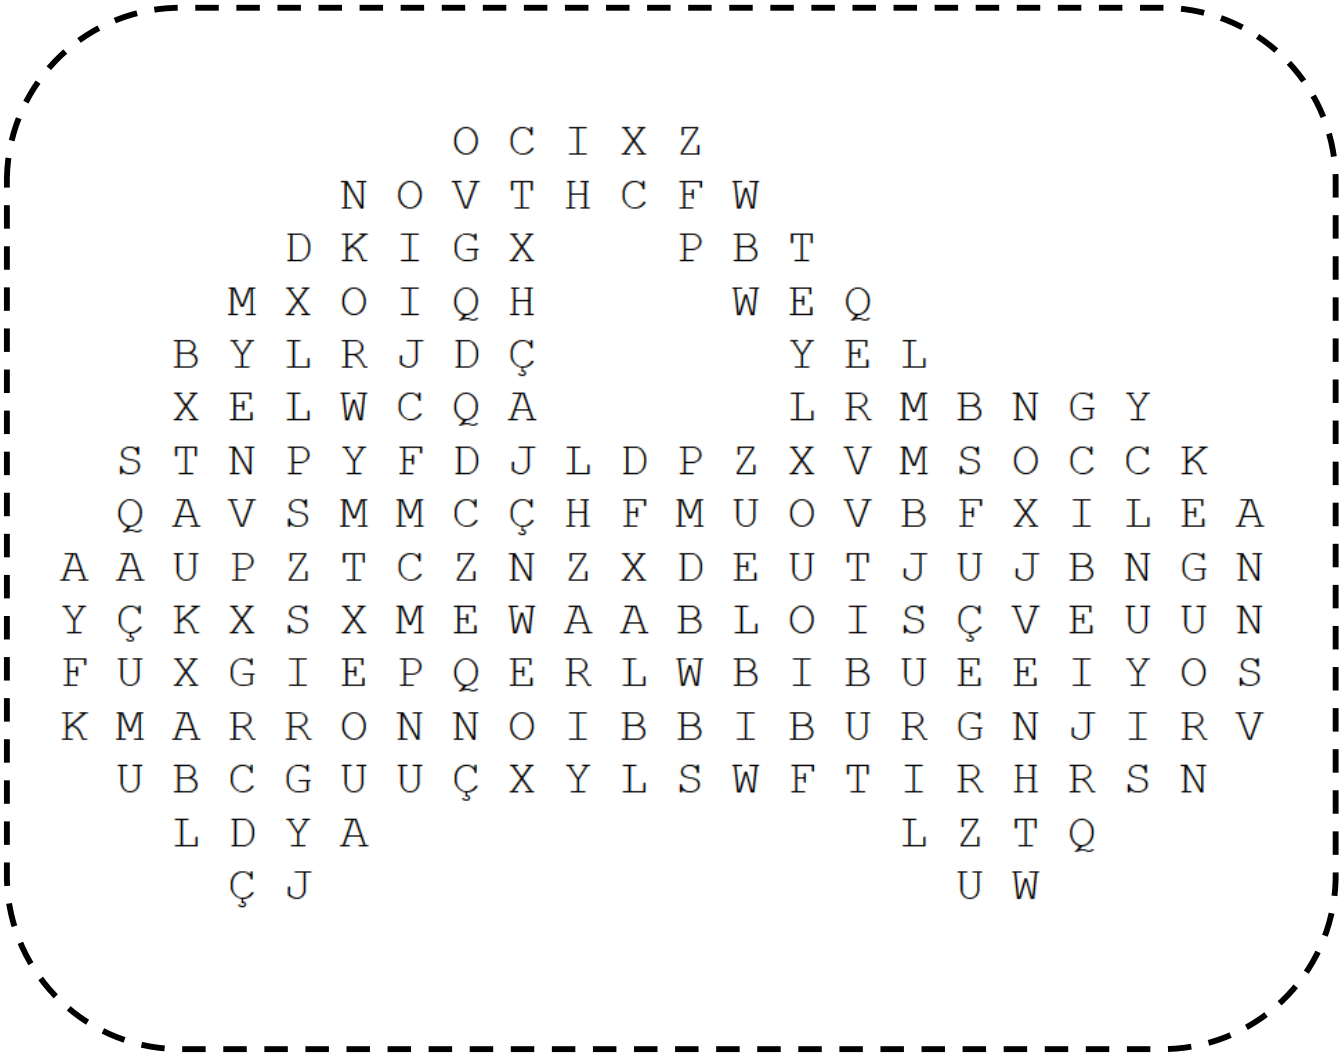 O C I X Z
N O V T H C F W
D K I G X P B T
M X O I Q H W E Q
B Y L R J D Ç Y E L
X E L W C Q A L R M B N G Y
S T N P Y F D J L D P Z X V M S O C C K
Q A V S M M C Ç H F M U O V B F X I L E A
A A U P Z T C Z N Z X D E U T J U J B N G N
Y Ç K X S X M E W A A B L O I S Ç V E U U N
F U X G I E P Q E R L W B I B U E E I Y O S
K M A R R O N N O I B B I B U R G N J I R V
U B C G U U Ç X Y L S W F T I R H R S N
L D Y A L Z T Q
Ç J U W